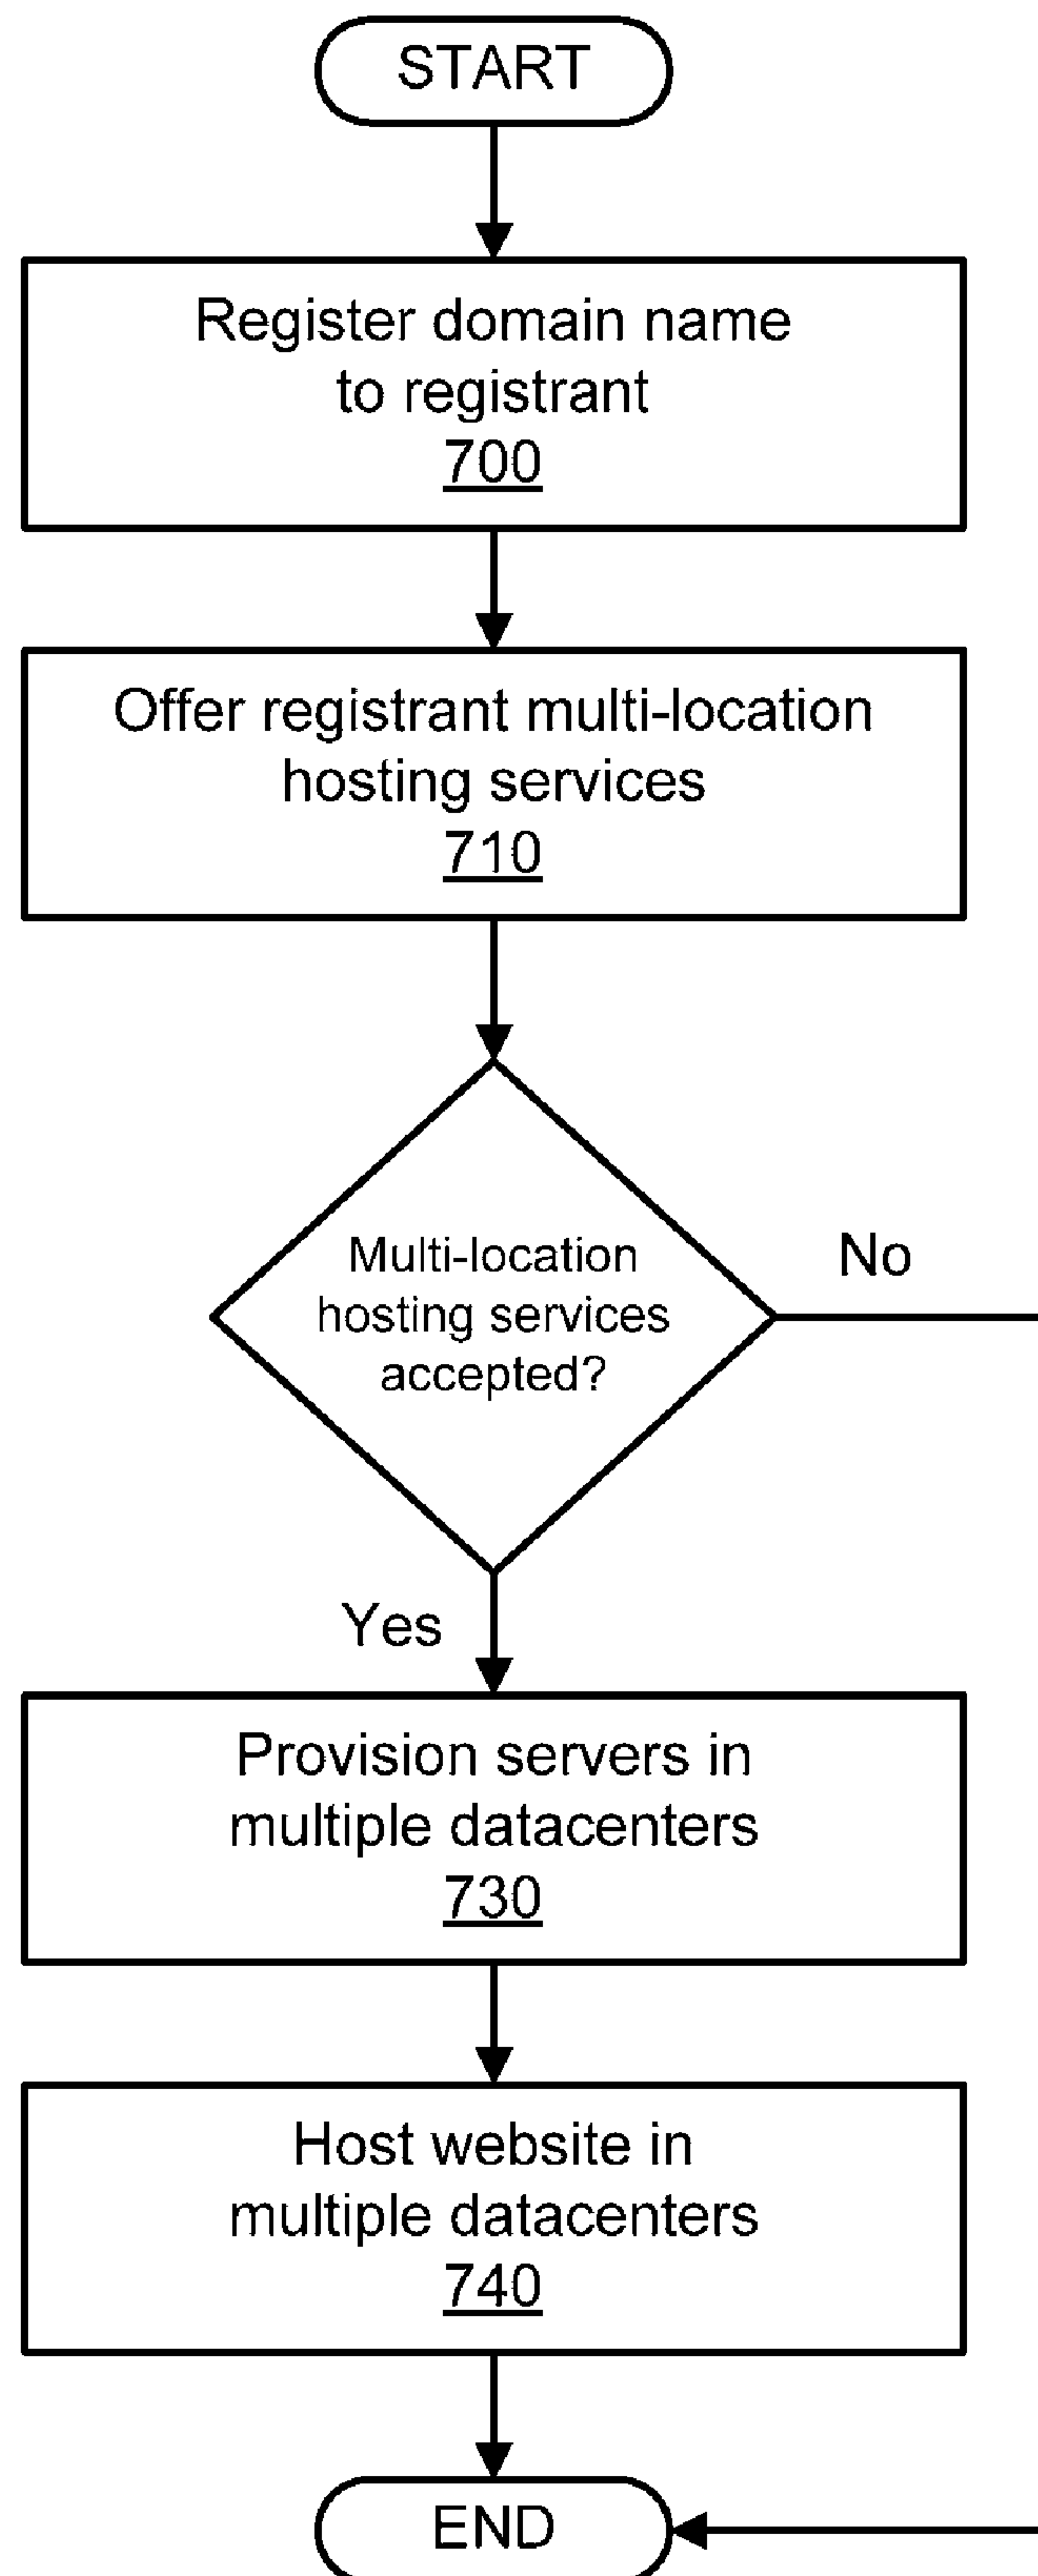 START
Register domain name
to registrant
700
Offer registrant multi-location
hosting services
710
Multi-location
hosting services
accepted?
No
Yes
Provision servers in
multiple datacenters
730
Host website in
multiple datacenters
740
END